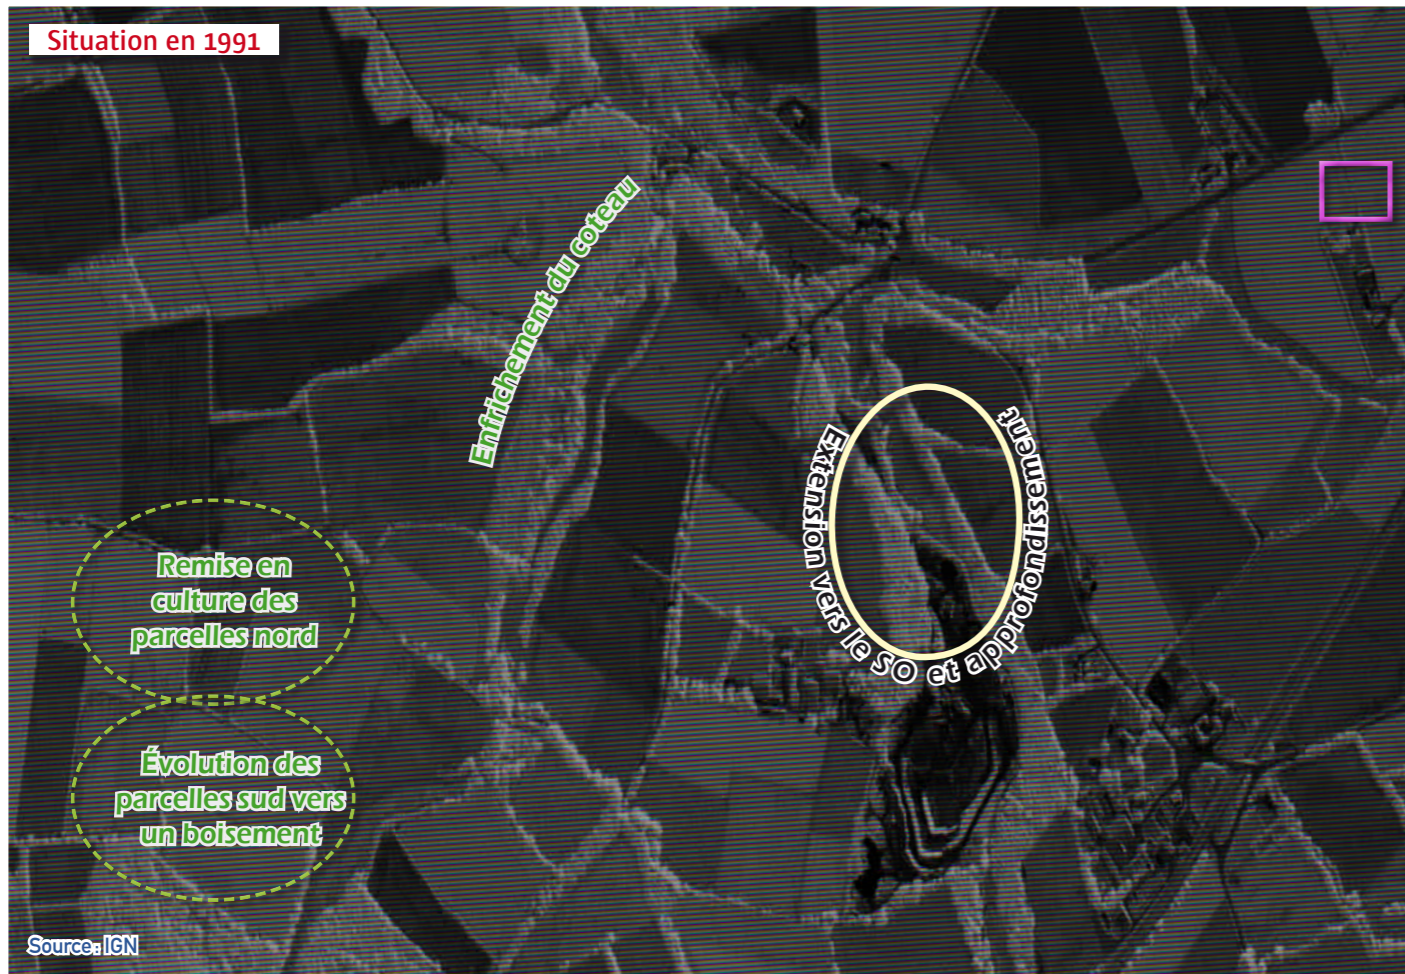 Situation en 1991
Enfrichement du coteau
Extension vers le SO et approfondissement
Remise en
culture des
parcelles nord
Évolution des
parcelles sud vers
un boisement
Source : IGN